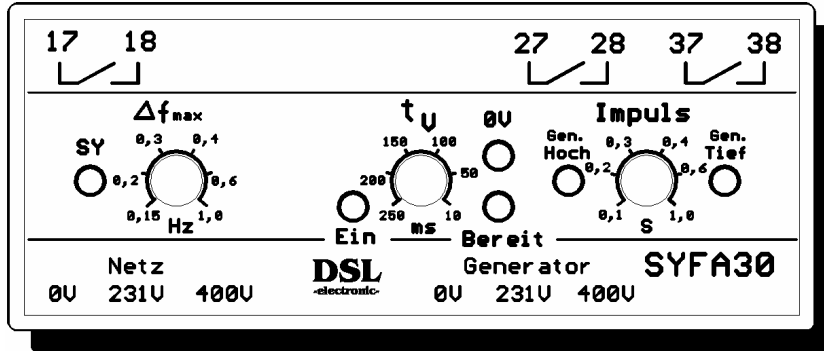 17 18 27 28 37 38
Δfmax tV 0V Impuls
SY 0,3 0,4 150 100 Gen. Hoch 0,3 0,4 Gen. Tief
0,2 0,6 200 50 0,2 0,6
0,15 1,0 250 10 0,1 1,0
Hz Ein ms Bereit S
Netz DSL Generator SYFA30
-electronic-
0V 231V 400V 0V 231V 400V